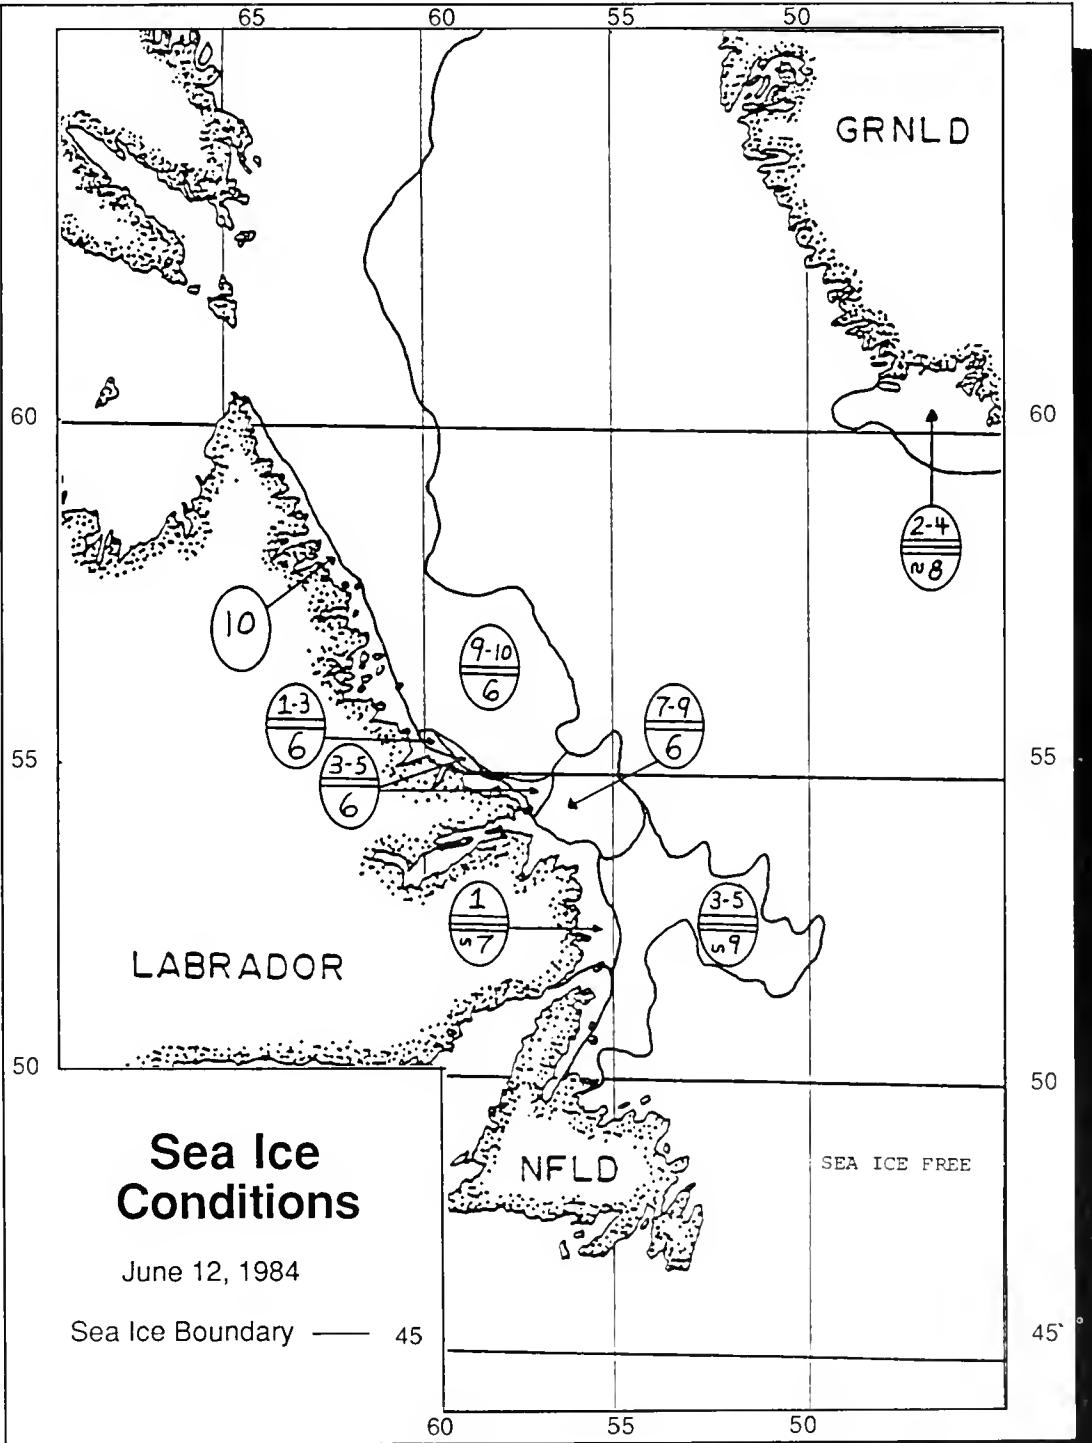 65 60 55 50
GRNLD
60 60
2-4
~8
10
9-10
6
1-3
6
7-9
6
55 55
3-5
6
1
~7
3-5
~9
LABRADOR
50 50
Sea Ice
Conditions
NFLD
SEA ICE FREE
June 12, 1984
Sea Ice Boundary — 45 45
60 55 50